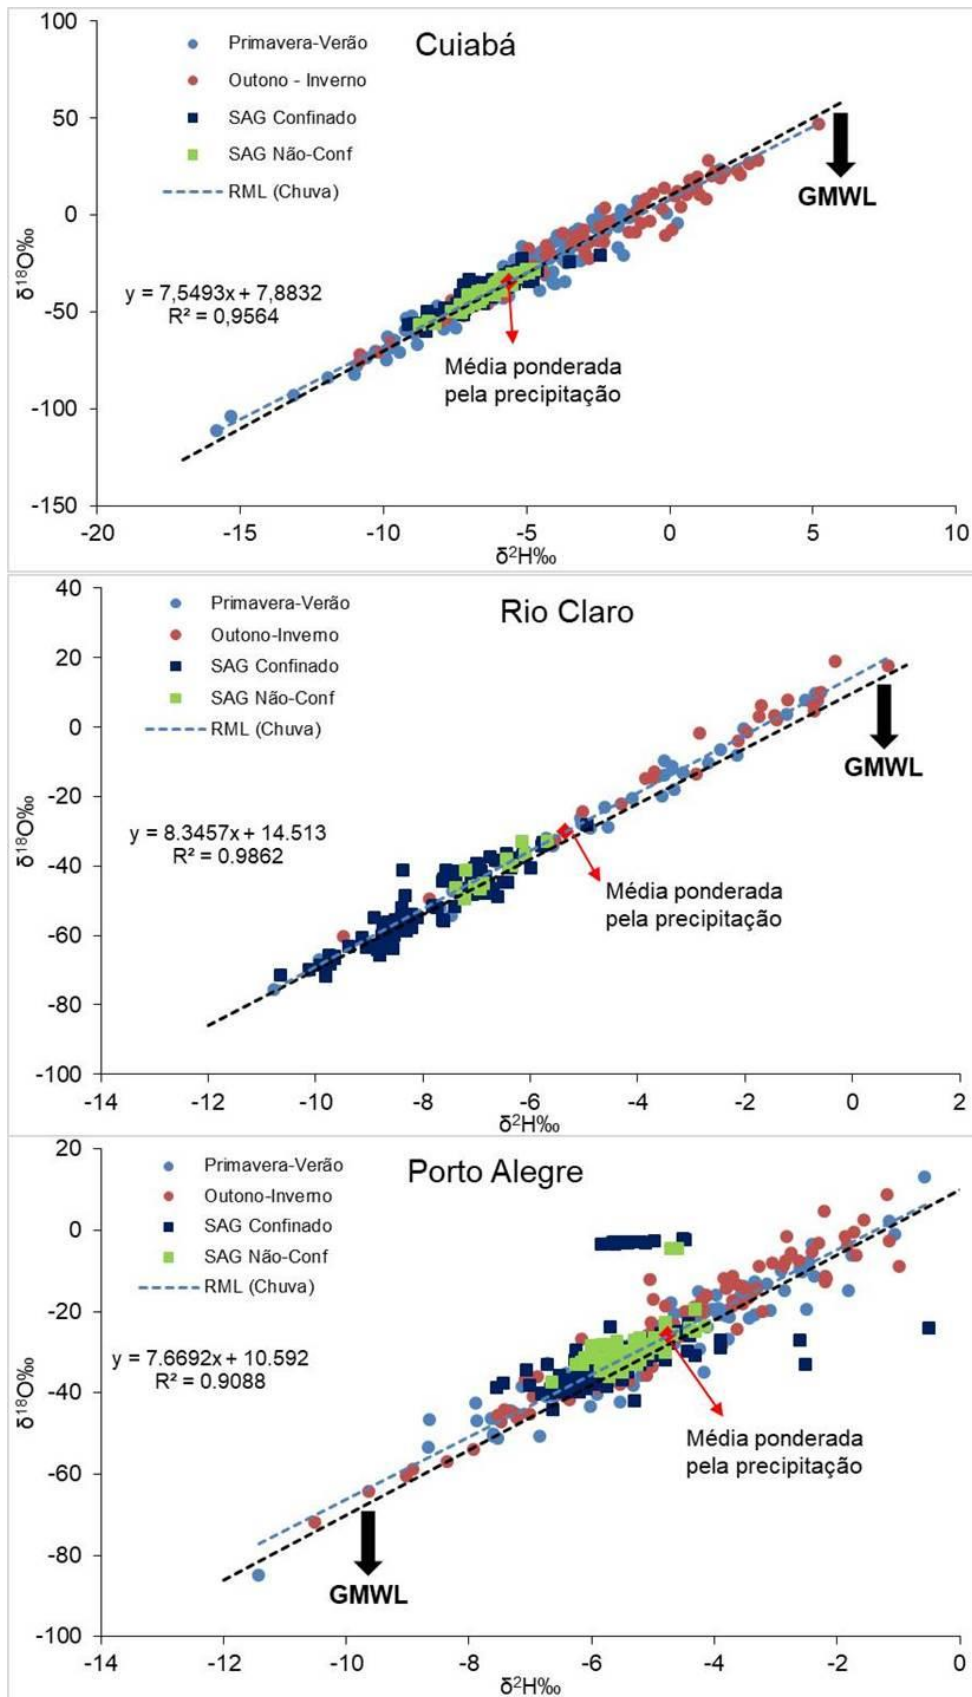 Cuiabá
Primavera-Verão
Outono - Inverno
SAG Confinado
SAG Não-Conf
RML (Chuva)
GMWL
y = 7,5493x + 7,8832
R² = 0,9564
Média ponderada
pela precipitação
δ¹⁸O‰
100
50
0
-50
-100
-150
-20 -15 -10 -5 0 5 10
δ²H‰
Rio Claro
Primavera-Verão
Outono-Inverno
SAG Confinado
SAG Não-Conf
RML (Chuva)
GMWL
y = 8.3457x + 14.513
R² = 0.9862
Média ponderada
pela precipitação
δ¹⁸O‰
40
20
0
-20
-40
-60
-80
-100
-14 -12 -10 -8 -6 -4 -2 0 2
δ²H‰
Porto Alegre
Primavera-Verão
Outono-Inverno
SAG Confinado
SAG Não-Conf
RML (Chuva)
y = 7.6692x + 10.592
R² = 0.9088
Média ponderada
pela precipitação
GMWL
δ¹⁸O‰
20
0
-20
-40
-60
-80
-100
-14 -12 -10 -8 -6 -4 -2 0
δ²H‰